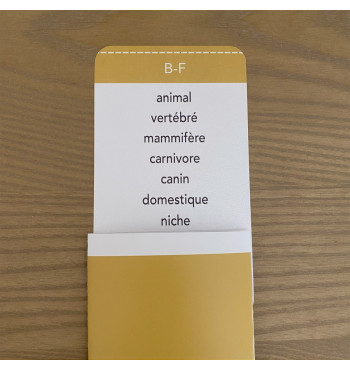 B-F
animal
vertébré
mammifère
carnivore
canin
domestique
niche